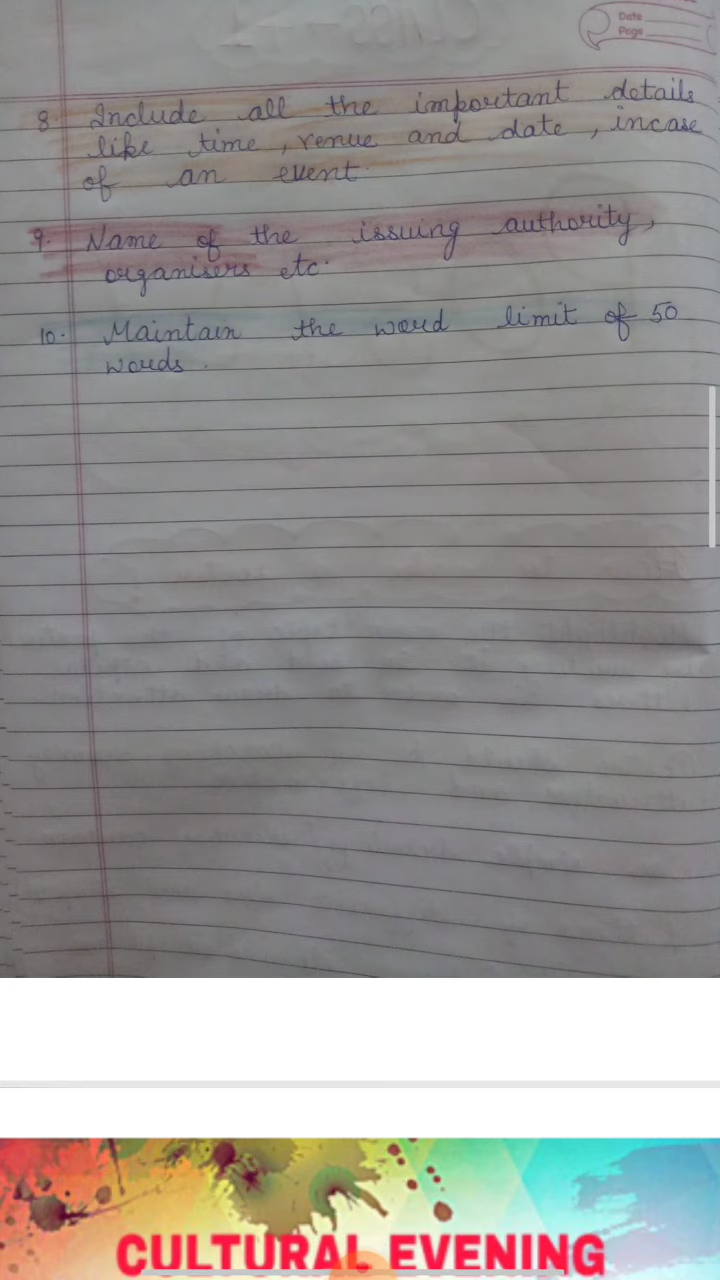 Date
Page
8. Include all the important details
like time, venue and date, incase
of an event.
9. Name of the issuing authority,
organisers etc.
10. Maintain the word limit of 50
words.
CULTURAL EVENING